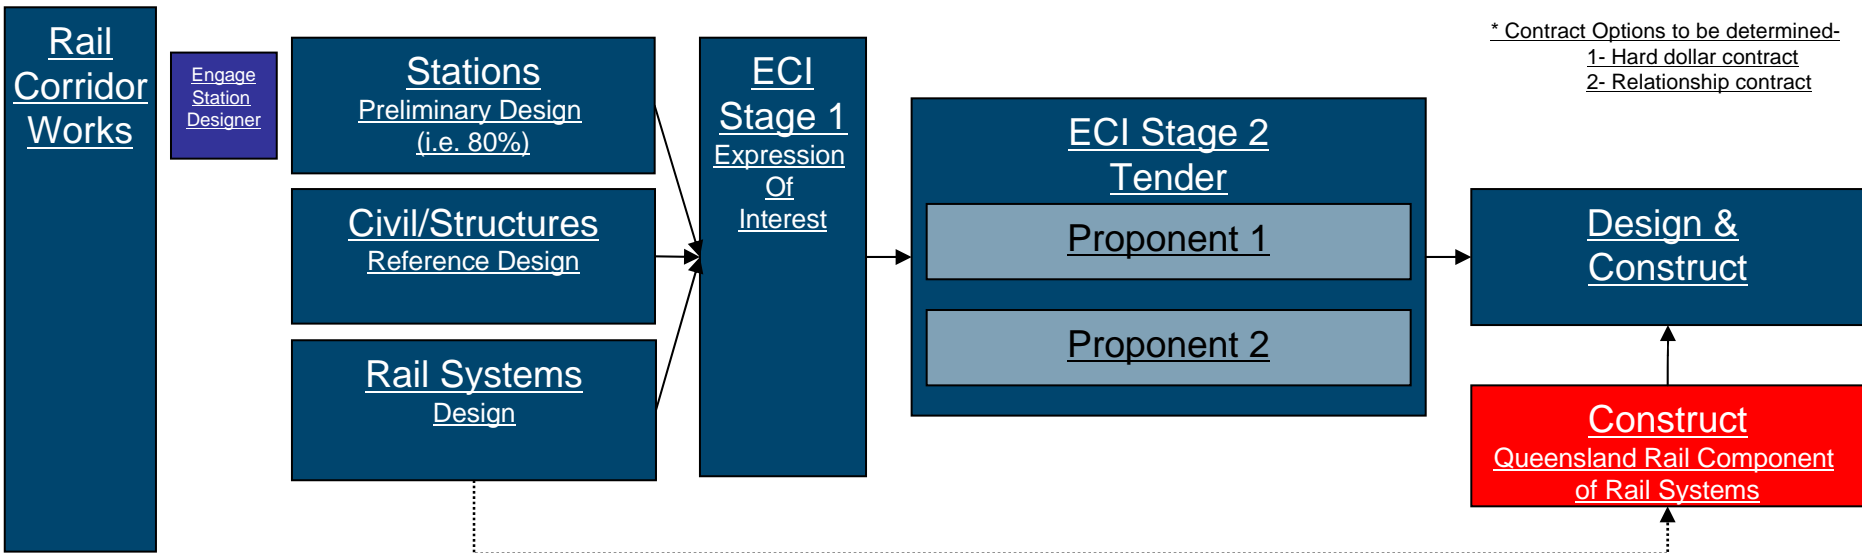 Rail
Corridor
Works
Engage
Station
Designer
Stations
Preliminary Design
(i.e. 80%)
Civil/Structures
Reference Design
Rail Systems
Design
ECI
Stage 1
Expression
Of
Interest
ECI Stage 2
Tender
Proponent 1
Proponent 2
* Contract Options to be determined-
1- Hard dollar contract
2- Relationship contract
Design &
Construct
Construct
Queensland Rail Component
of Rail Systems